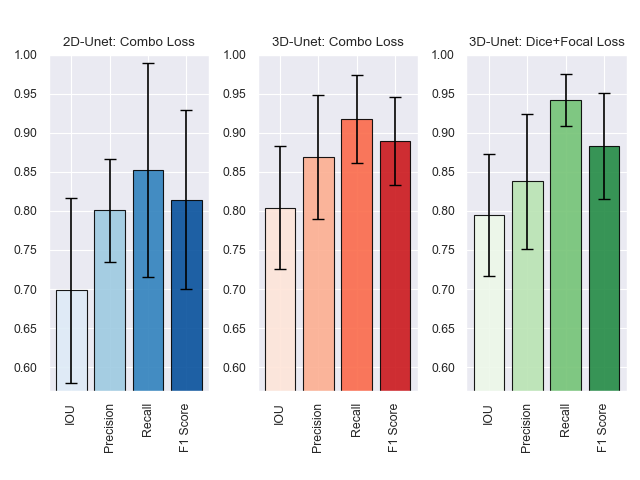 2D-Unet: Combo Loss
3D-Unet: Combo Loss
3D-Unet: Dice+Focal Loss
1.00
0.95
0.90
0.85
0.80
0.75
0.70
0.65
0.60
IOU
Precision
Recall
F1 Score
1.00
0.95
0.90
0.85
0.80
0.75
0.70
0.65
0.60
IOU
Precision
Recall
F1 Score
1.00
0.95
0.90
0.85
0.80
0.75
0.70
0.65
0.60
IOU
Precision
Recall
F1 Score